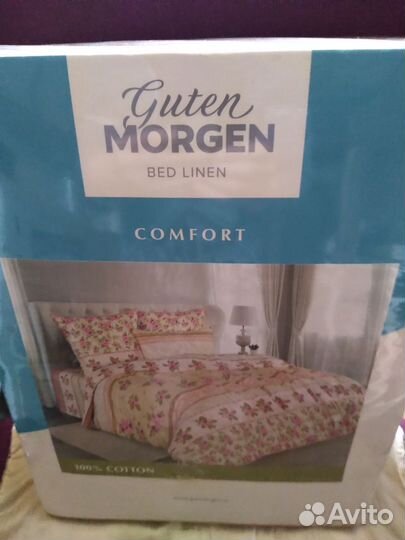 Guten
MORGEN
BED LINEN
COMFORT
100% COTTON
Avito